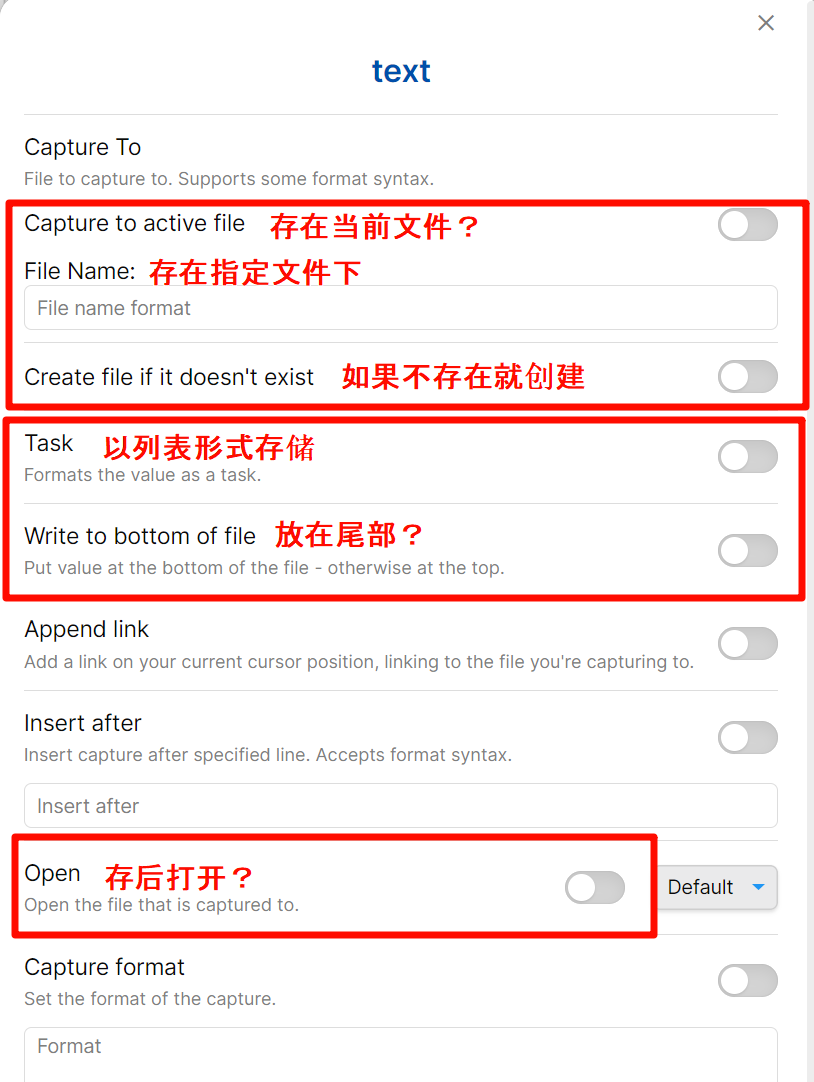 text
Capture To
File to capture to. Supports some format syntax.
Capture to active file 存在当前文件？
File Name: 存在指定文件下
File name format
Create file if it doesn't exist 如果不存在就创建
Task 以列表形式存储
Formats the value as a task.
Write to bottom of file 放在尾部？
Put value at the bottom of the file - otherwise at the top.
Append link
Add a link on your current cursor position, linking to the file you're capturing to.
Insert after
Insert capture after specified line. Accepts format syntax.
Insert after
Open 存后打开？
Default
Open the file that is captured to.
Capture format
Set the format of the capture.
Format